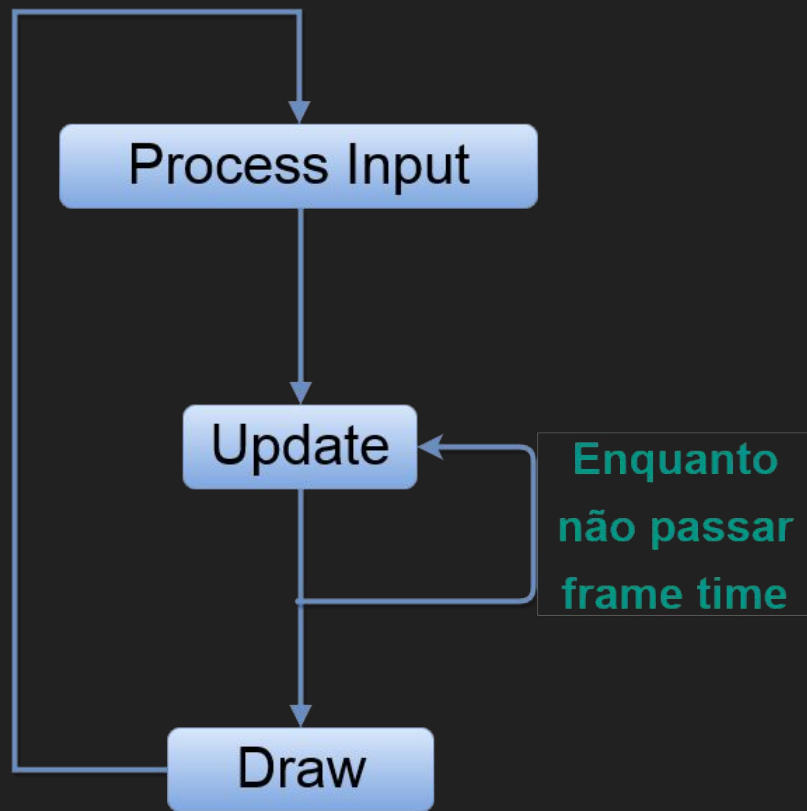 Process Input
Update
Enquanto
não passar
frame time
Draw